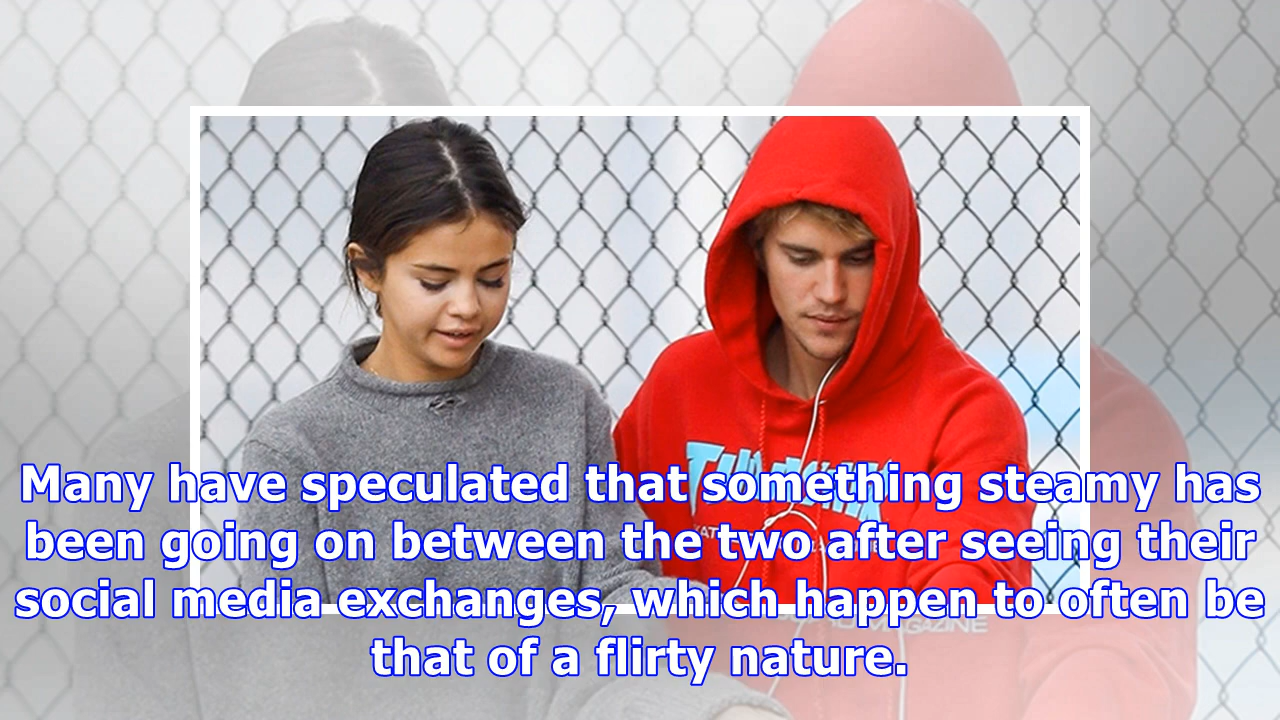 Many have speculated that something steamy has
been going on between the two after seeing their
social media exchanges, which happen to often be
that of a flirty nature.
MAGAZINE